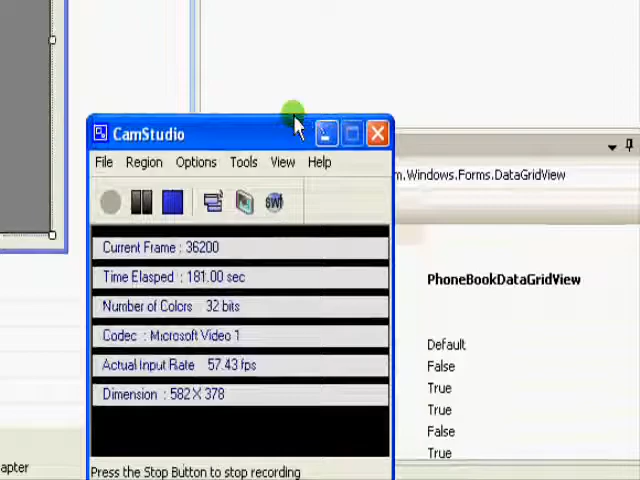 CamStudio
File Region Options Tools View Help
m.Windows.Forms.DataGridView
Current Frame : 36200
Time Elasped : 181.00 sec
Number of Colors 32 bits
Codec : Microsoft Video 1
Actual Input Rate 57.43 fps
Dimension : 582 X 378
Press the Stop Button to stop recording
PhoneBookDataGridView
Default
False
True
True
False
True
apter